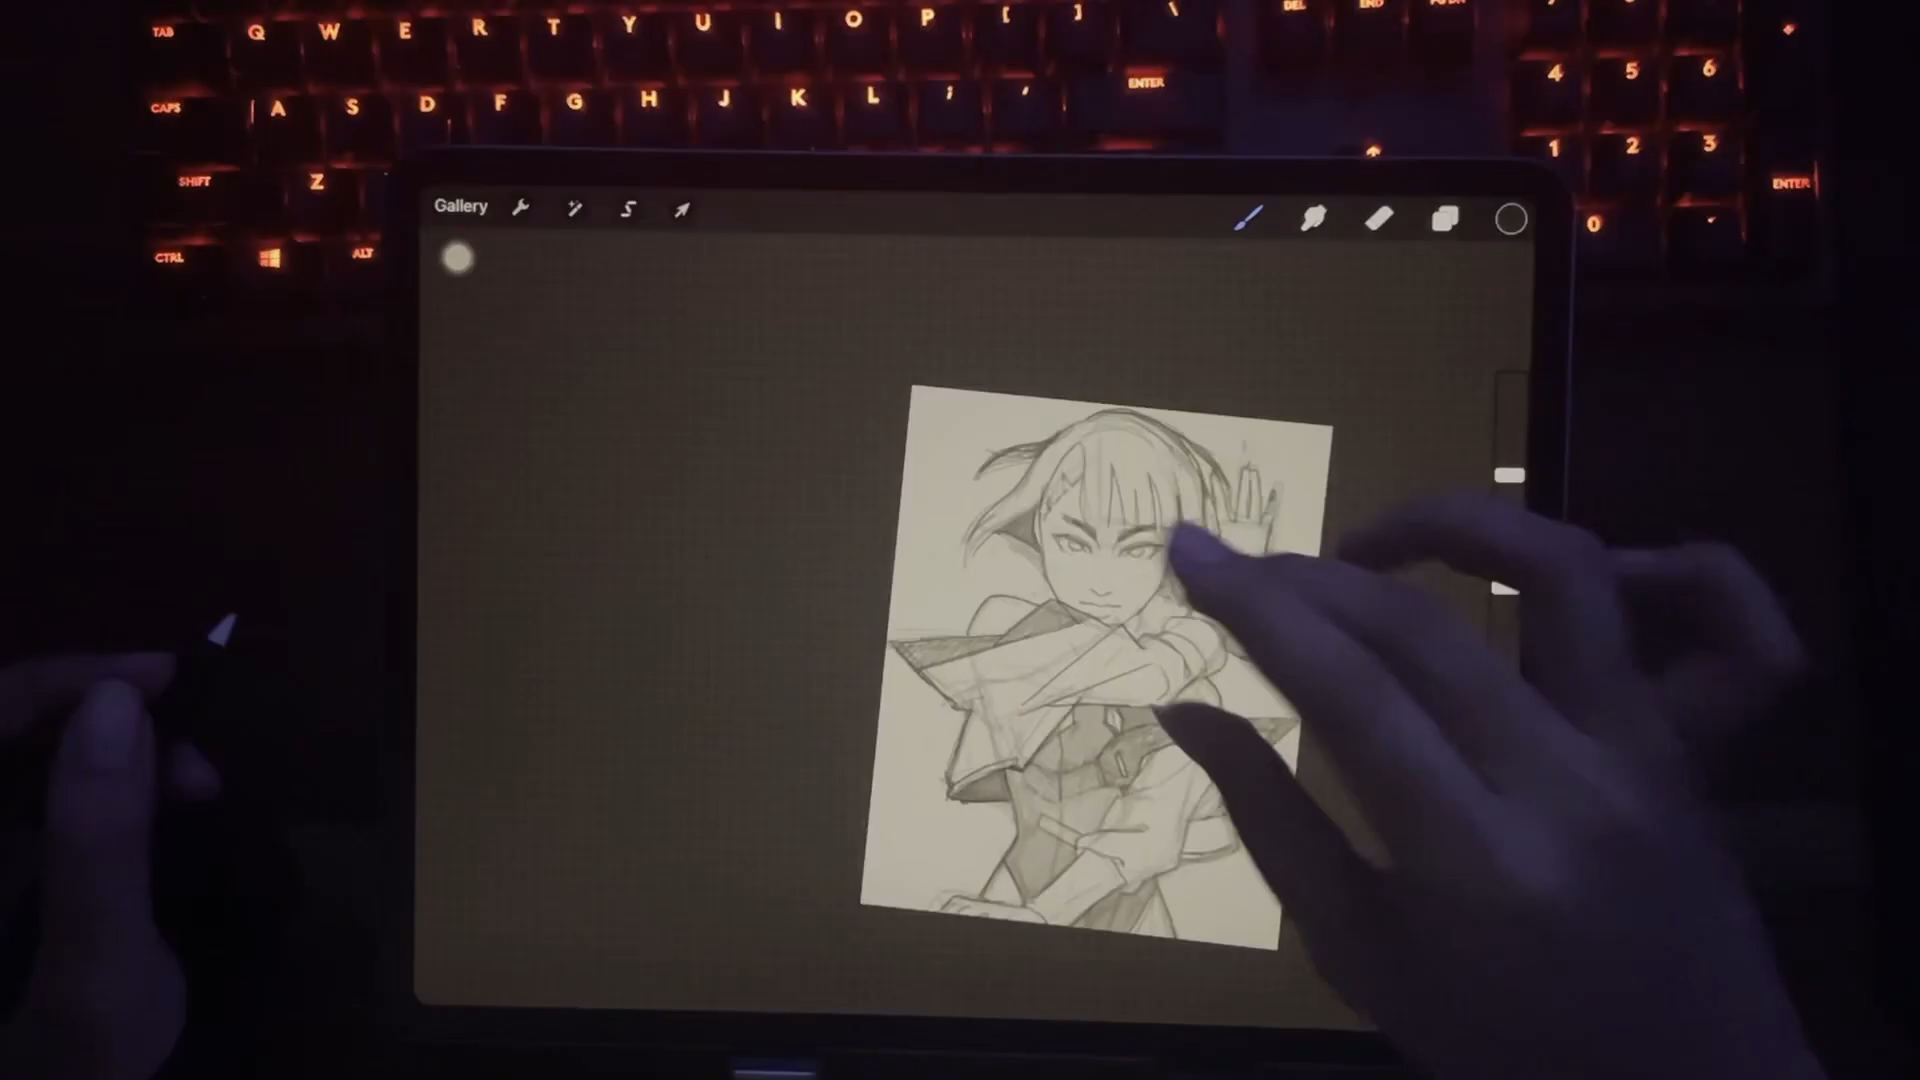 DEL END
TAB Q W E R T Y U I O P [ ] \
4 5 6
CAPS A S D F G H J K L ; ' ENTER
1 2 3
SHIFT Z
ENTER
Gallery
0 .
CTRL ALT